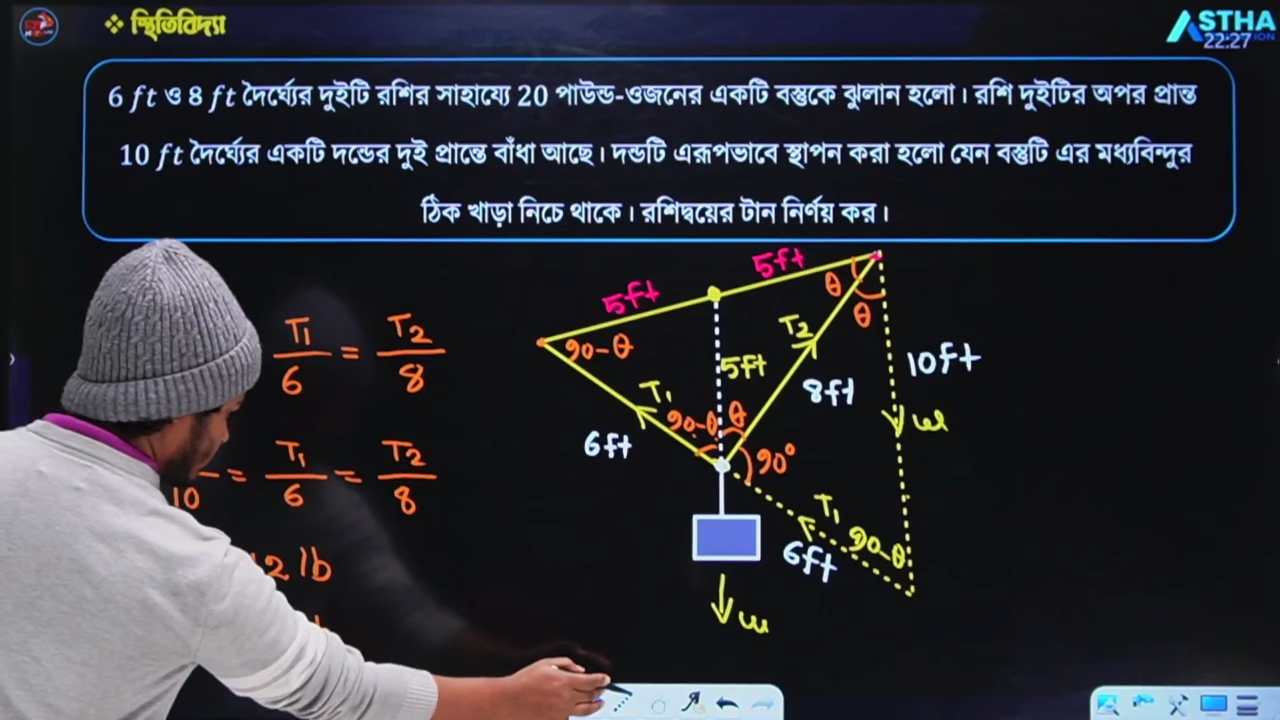 ❖ স্থিতিবিদ্যা
ASTHA
22:27
6 ft ও 8 ft দৈর্ঘ্যের দুইটি রশির সাহায্যে 20 পাউন্ড-ওজনের একটি বস্তুকে ঝুলান হলো। রশি দুইটির অপর প্রান্ত
10 ft দৈর্ঘ্যের একটি দন্ডের দুই প্রান্তে বাঁধা আছে। দন্ডটি এরূপভাবে স্থাপন করা হলো যেন বস্তুটি এর মধ্যবিন্দুর
ঠিক খাড়া নিচে থাকে। রশিদ্বয়ের টান নির্ণয় কর।
T₁/6 = T₂/8
10 = T₁/6 = T₂/8
2 lb
5ft
5ft
θ
θ
90-θ
T₂
5ft
8ft
10ft
T₁
90-θ
θ
ω
6ft
90°
T₁
90-θ
6ft
ω